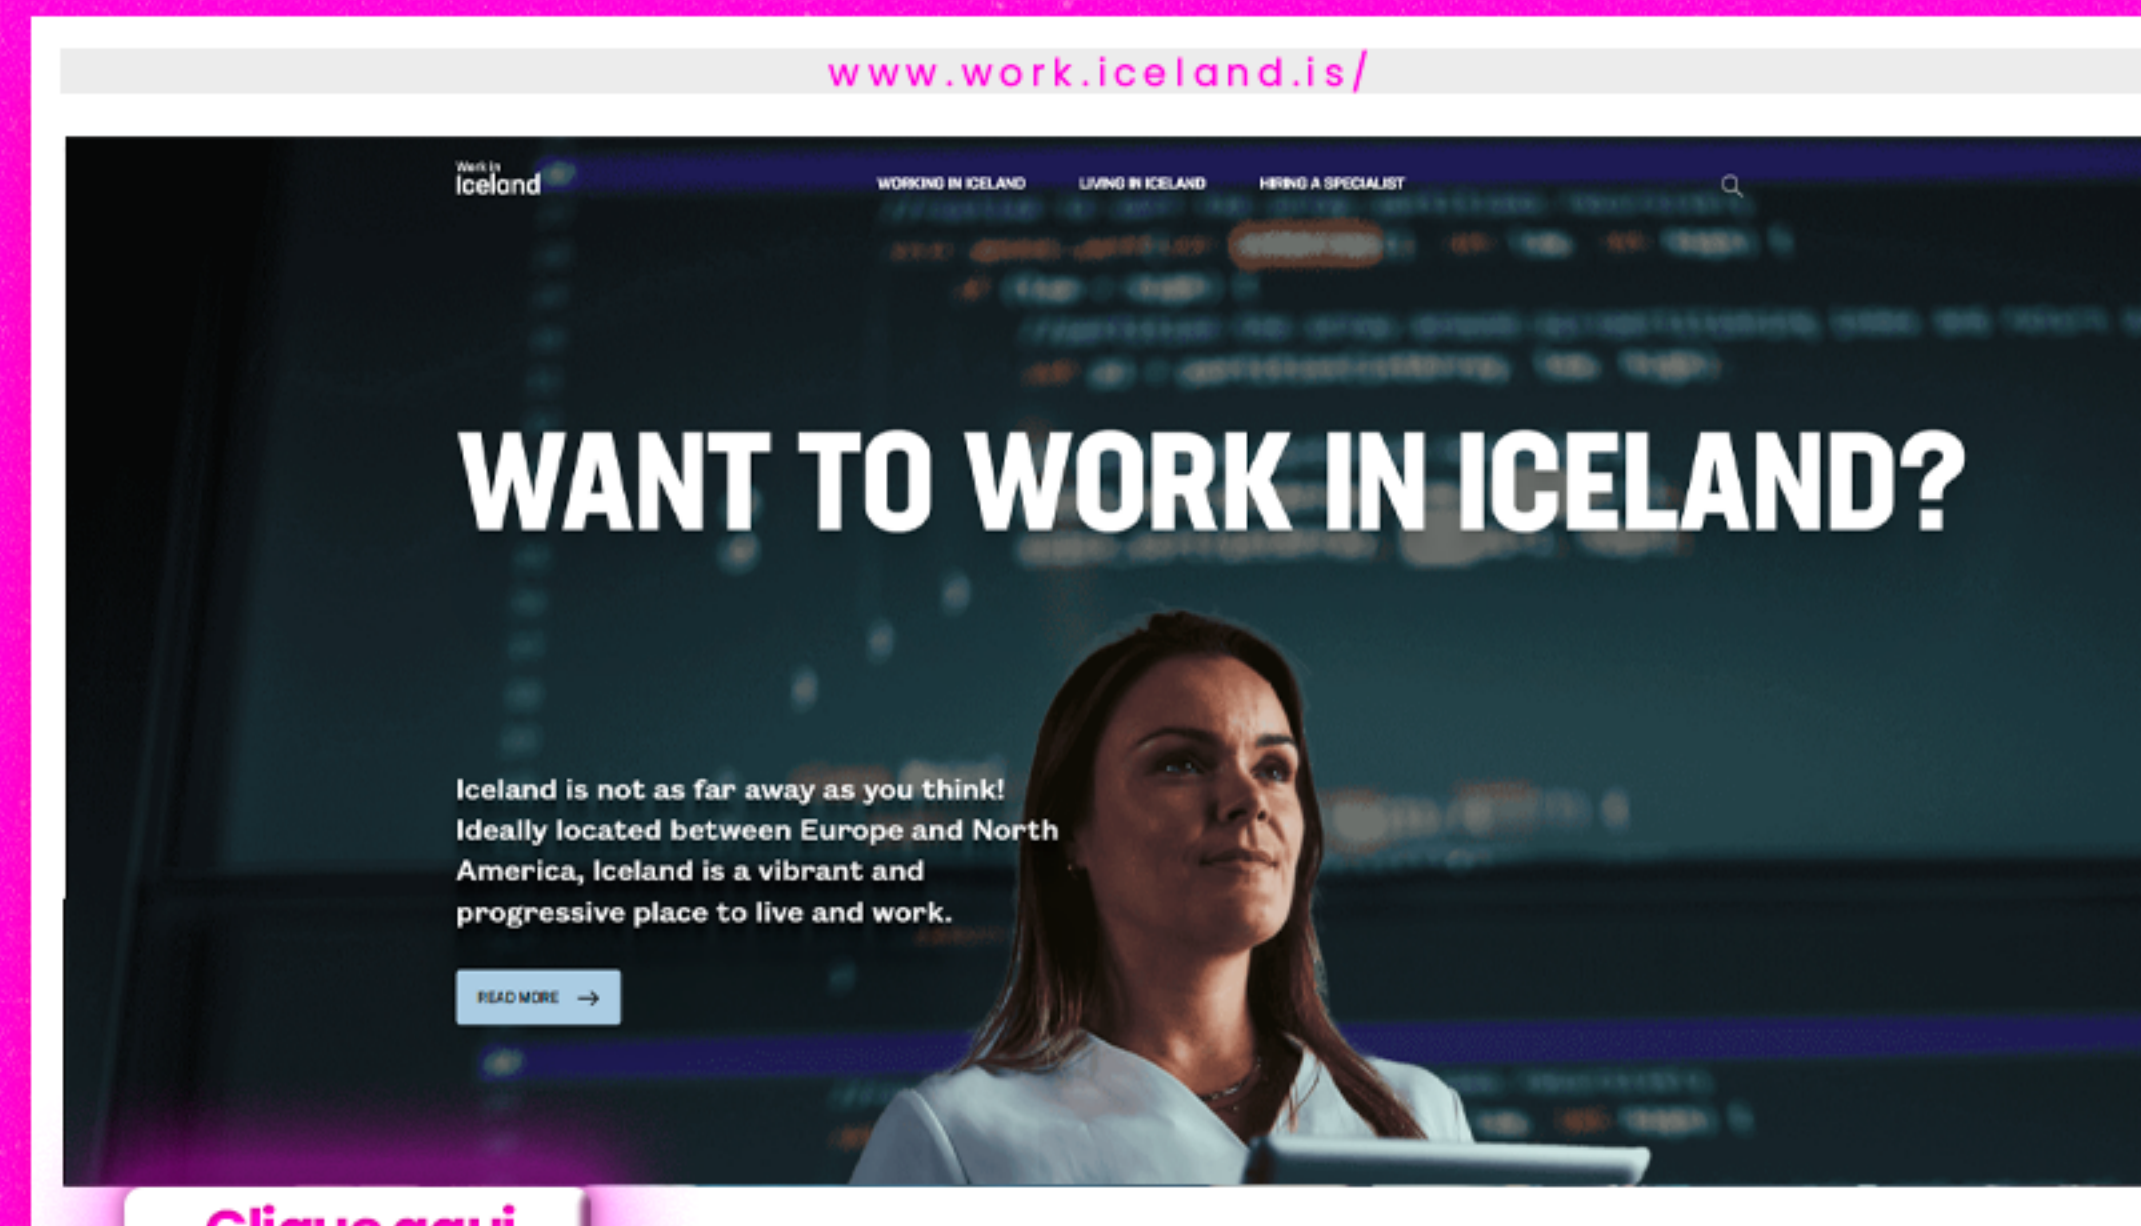 www.work.iceland.is/
Work in
Iceland
WORKING IN ICELAND
LIVING IN ICELAND
HIRING A SPECIALIST
WANT TO WORK IN ICELAND?
Iceland is not as far away as you think!
Ideally located between Europe and North
America, Iceland is a vibrant and
progressive place to live and work.
READ MORE
Clique aqui